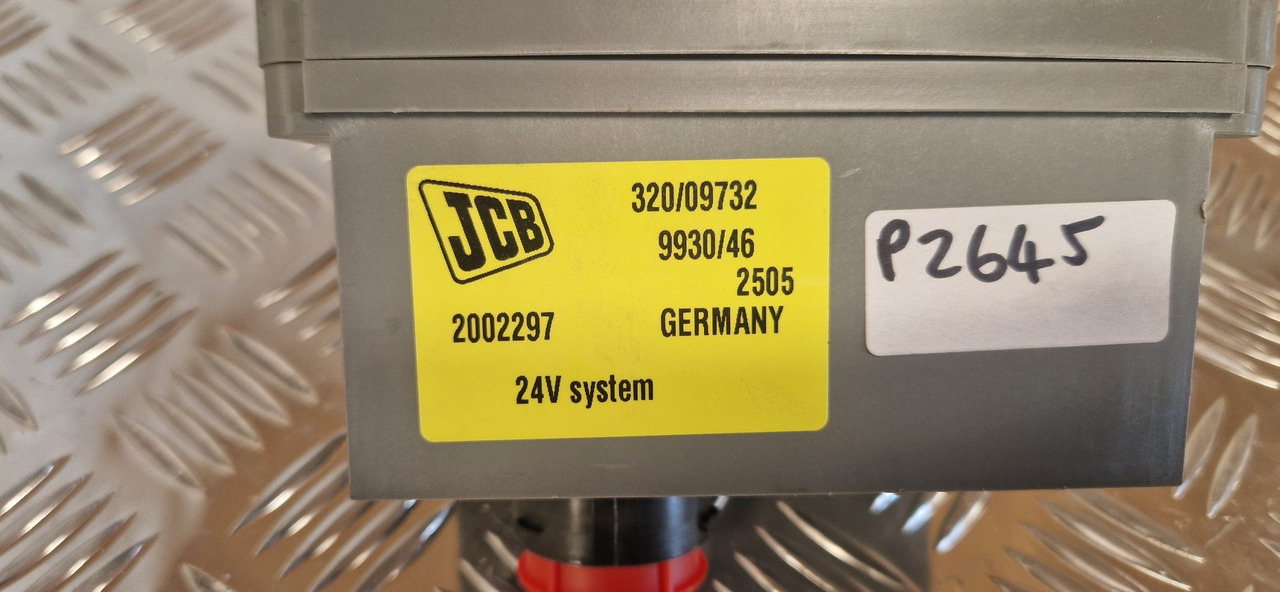 JCB
320/09732
9930/46
2505
2002297
GERMANY
24V system
P2645